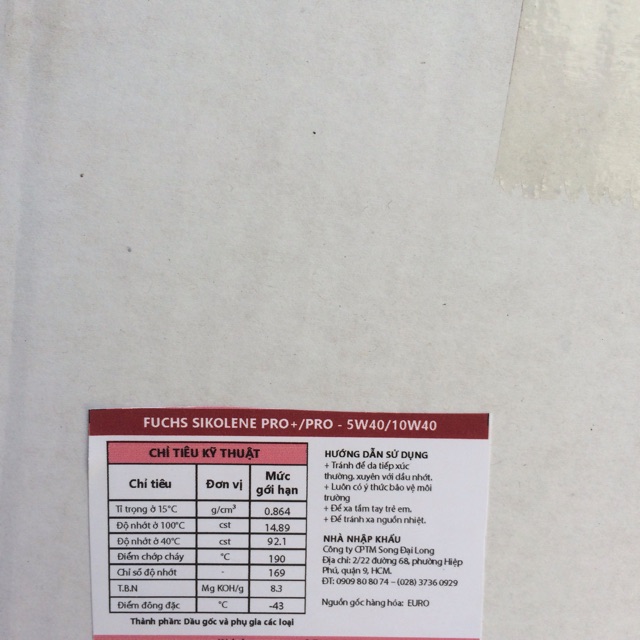 FUCHS SIKOLENE PRO+/PRO - 5W40/10W40
CHỈ TIÊU KỸ THUẬT
Chỉ tiêu Đơn vị Mức gới hạn
Tỉ trọng ở 15°C g/cm³ 0.864
Độ nhớt ở 100°C cst 14.89
Độ nhớt ở 40°C cst 92.1
Điểm chớp cháy °C 190
Chỉ số độ nhớt - 169
T.B.N Mg KOH/g 8.3
Điểm đông đặc °C -43
Thành phần: Dầu gốc và phụ gia các loại
HƯỚNG DẪN SỬ DỤNG
+ Tránh để da tiếp xúc
thường, xuyên với dầu nhớt.
+ Luôn có ý thức bảo vệ môi
trường
+ Để xa tầm tay trẻ em.
+ Để tránh xa nguồn nhiệt.
NHÀ NHẬP KHẨU
Công ty CPTM Song Đại Long
Địa chỉ: 2/22 đường 68, phường Hiệp
Phú, quận 9, HCM.
ĐT: 0909 80 80 74 – (028) 3736 0929
Nguồn gốc hàng hóa: EURO